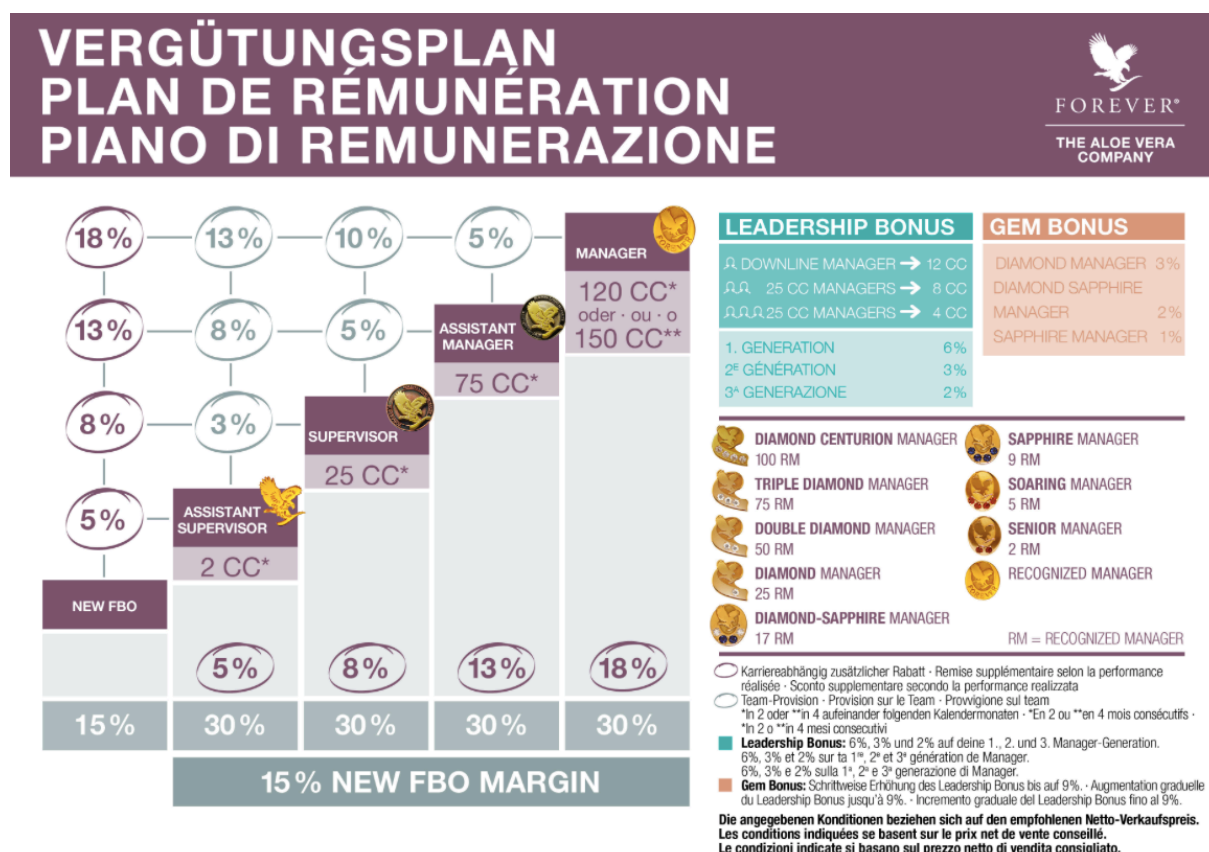 VERGÜTUNGSPLAN
PLAN DE RÉMUNÉRATION
PIANO DI REMUNERAZIONE
FOREVER®
THE ALOE VERA
COMPANY
18%
13%
10%
5%
MANAGER
FOREVER
120 CC*
oder · ou · o
150 CC**
13%
8%
5%
ASSISTANT
MANAGER
75 CC*
8%
3%
SUPERVISOR
25 CC*
5%
ASSISTANT
SUPERVISOR
2 CC*
NEW FBO
5%
8%
13%
18%
15%
30%
30%
30%
30%
15% NEW FBO MARGIN
LEADERSHIP BONUS
DOWNLINE MANAGER → 12 CC
25 CC MANAGERS → 8 CC
25 CC MANAGERS → 4 CC
1. GENERATION 6%
2ᴱ GÉNÉRATION 3%
3ᴬ GENERAZIONE 2%
GEM BONUS
DIAMOND MANAGER 3%
DIAMOND SAPPHIRE
MANAGER 2%
SAPPHIRE MANAGER 1%
DIAMOND CENTURION MANAGER
100 RM
TRIPLE DIAMOND MANAGER
75 RM
DOUBLE DIAMOND MANAGER
50 RM
DIAMOND MANAGER
25 RM
DIAMOND-SAPPHIRE MANAGER
17 RM
SAPPHIRE MANAGER
9 RM
SOARING MANAGER
5 RM
SENIOR MANAGER
2 RM
FOREVER
RECOGNIZED MANAGER
RM = RECOGNIZED MANAGER
Karriereabhängig zusätzlicher Rabatt · Remise supplémentaire selon la performance
réalisée · Sconto supplementare secondo la performance realizzata
Team-Provision · Provision sur le Team · Provvigione sul team
*In 2 oder **in 4 aufeinander folgenden Kalendermonaten · *En 2 ou **en 4 mois consécutifs ·
*In 2 o **in 4 mesi consecutivi
Leadership Bonus: 6%, 3% und 2% auf deine 1., 2. und 3. Manager-Generation.
6%, 3% et 2% sur ta 1ʳᵉ, 2ᵉ et 3ᵉ génération de Manager.
6%, 3% e 2% sulla 1ᵃ, 2ᵃ e 3ᵃ generazione di Manager.
Gem Bonus: Schrittweise Erhöhung des Leadership Bonus bis auf 9%. · Augmentation graduelle
du Leadership Bonus jusqu'à 9%. · Incremento graduale del Leadership Bonus fino al 9%.
Die angegebenen Konditionen beziehen sich auf den empfohlenen Netto-Verkaufspreis.
Les conditions indiquées se basent sur le prix net de vente conseillé.
Le condizioni indicate si basano sul prezzo netto di vendita consigliato.